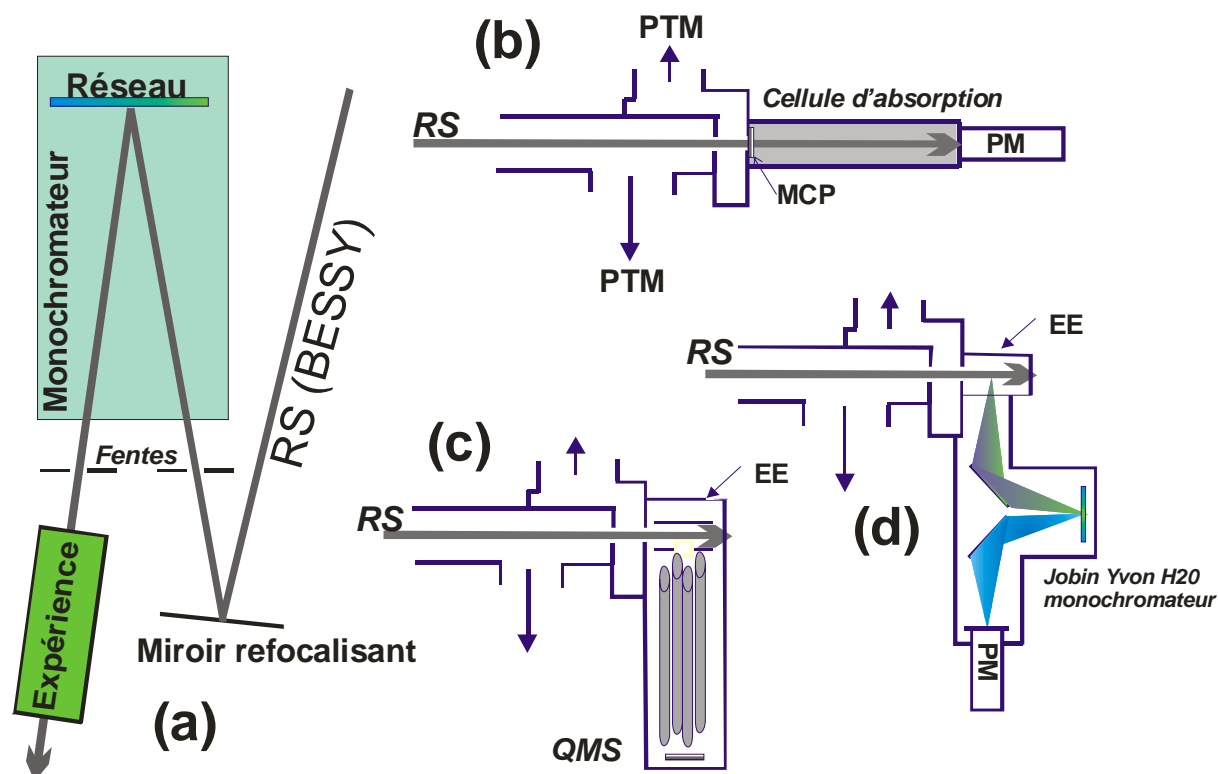 Réseau
Monochromateur
Fentes
RS (BESSY)
Expérience
Miroir refocalisant
(a)
(b)
PTM
Cellule d'absorption
RS
PM
MCP
PTM
(c)
EE
RS
QMS
EE
RS
(d)
Jobin Yvon H20
monochromateur
PM